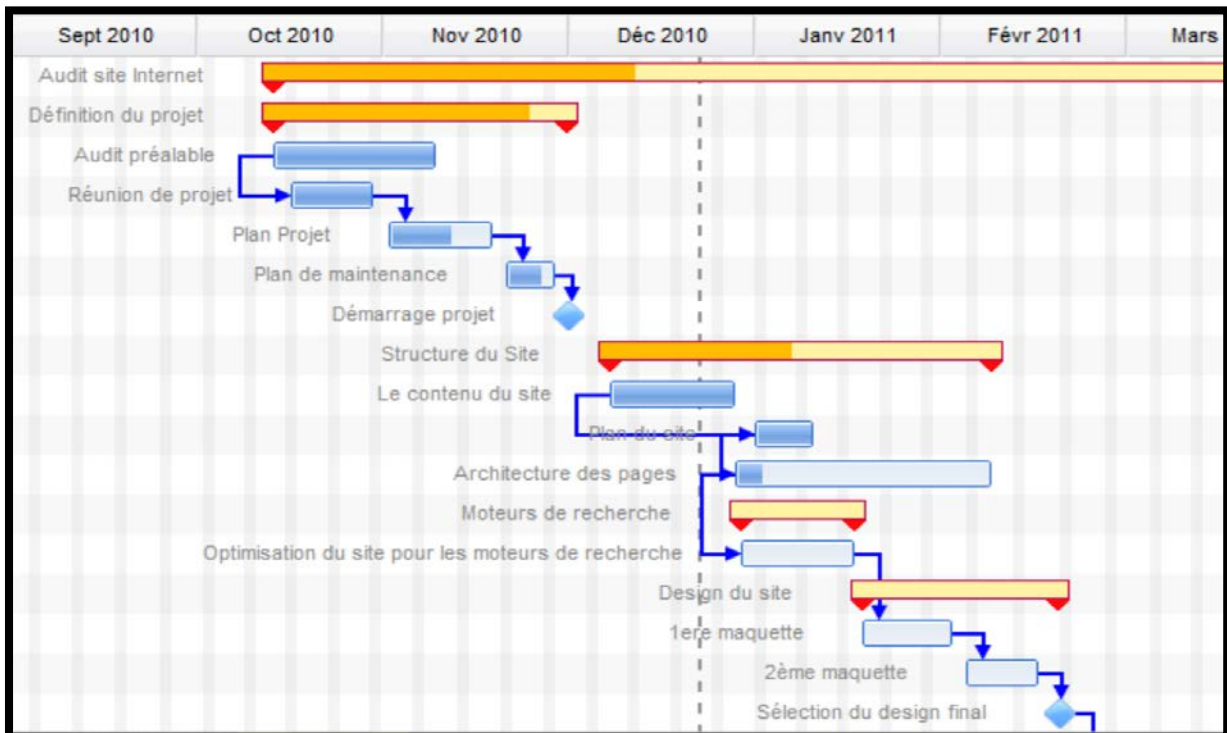 Sept 2010 Oct 2010 Nov 2010 Déc 2010 Janv 2011 Févr 2011 Mars
Audit site Internet
Définition du projet
Audit préalable
Réunion de projet
Plan Projet
Plan de maintenance
Démarrage projet
Structure du Site
Le contenu du site
Plan du site
Architecture des pages
Moteurs de recherche
Optimisation du site pour les moteurs de recherche
Design du site
1ere maquette
2ème maquette
Sélection du design final